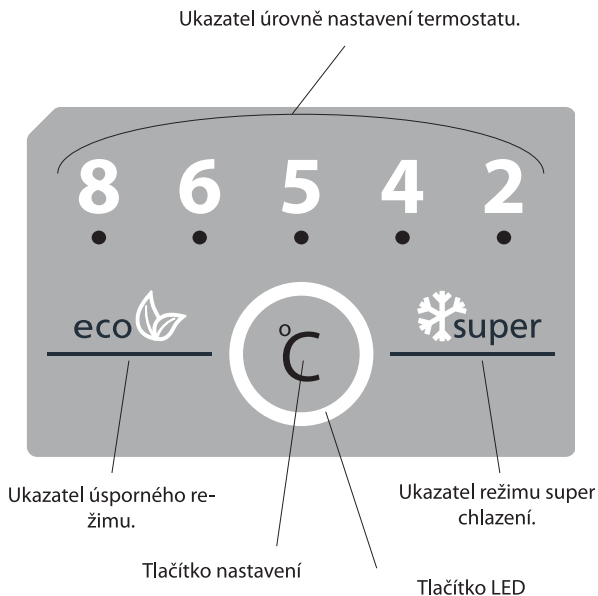 Ukazatel úrovně nastavení termostatu.
8 6 5 4 2
eco
°C
super
Ukazatel úsporného re-
žimu.
Ukazatel režimu super
chlazení.
Tlačítko nastavení
Tlačítko LED